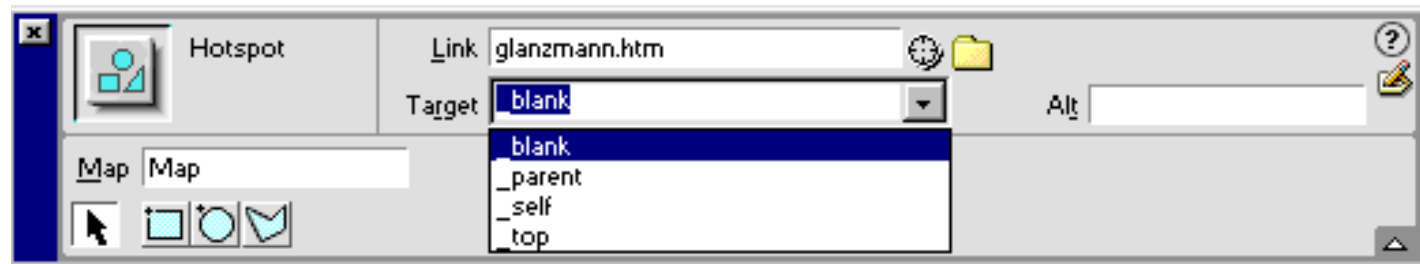 Hotspot
Link glanzmann.htm
Target _blank
Alt
Map Map
_blank
_parent
_self
_top
?